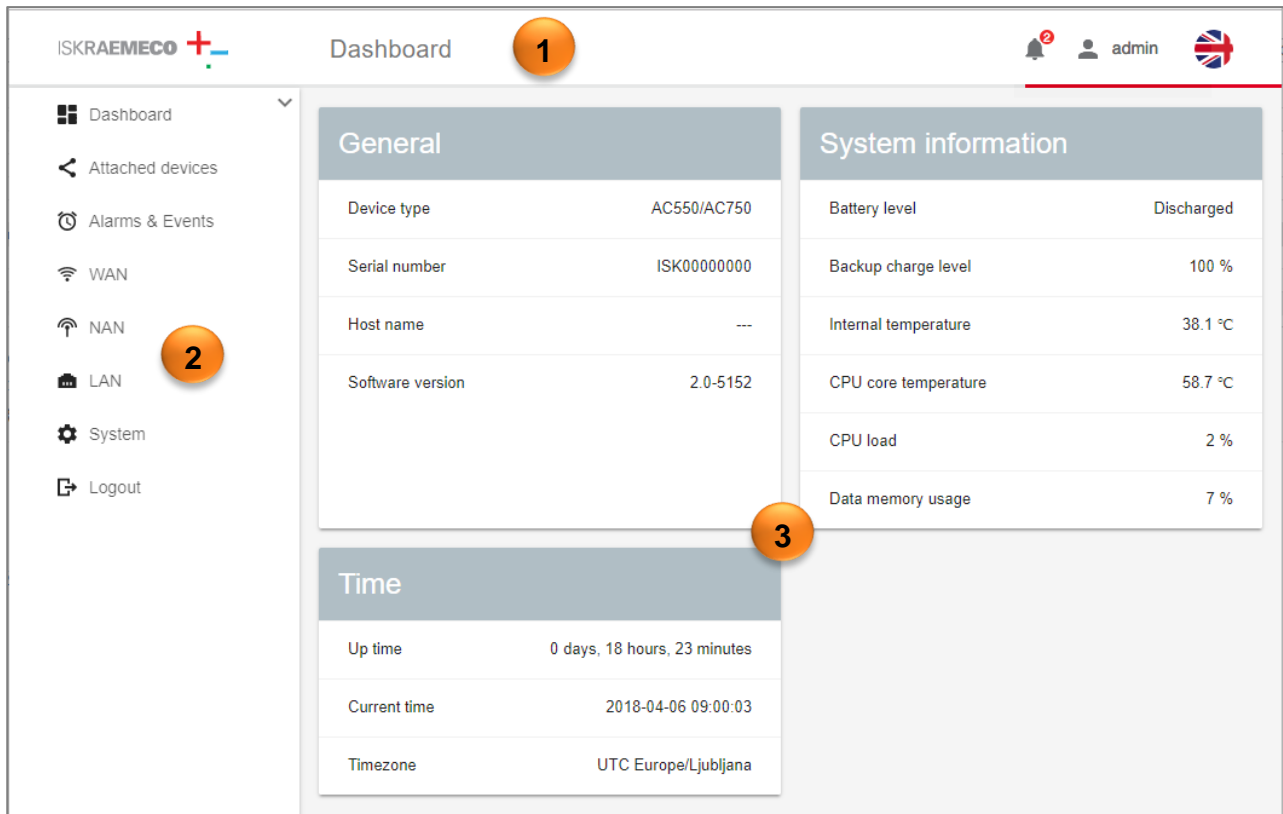 ISKRAEMECO
Dashboard
1
2
admin
Dashboard
Attached devices
Alarms & Events
WAN
NAN
2
LAN
System
Logout
General
Device type AC550/AC750
Serial number ISK00000000
Host name ---
Software version 2.0-5152
System information
Battery level Discharged
Backup charge level 100 %
Internal temperature 38.1 °C
CPU core temperature 58.7 °C
CPU load 2 %
Data memory usage 7 %
3
Time
Up time 0 days, 18 hours, 23 minutes
Current time 2018-04-06 09:00:03
Timezone UTC Europe/Ljubljana